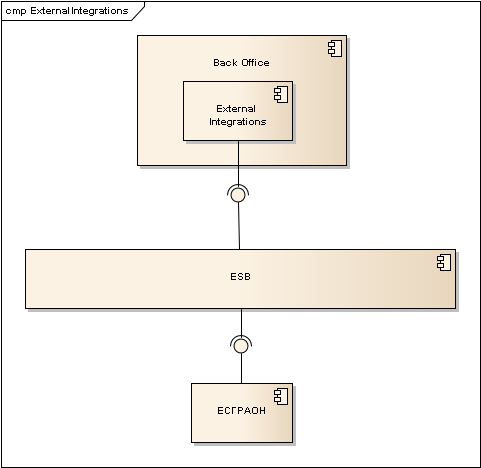 cmp External Integrations
Back Office
External
Integrations
ESB
ЕСГРАОН